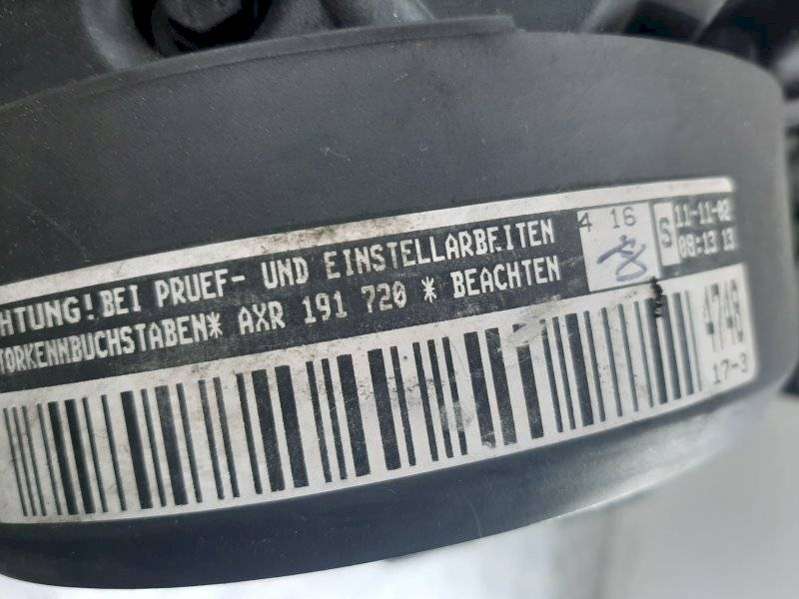 HTUNG! BEI PRUEF- UND EINSTELLARBEITEN
TORKENNBUCHSTABEN* AXR 191 720 * BEACHTEN
4 16
S
11-11-02
08:13 13
4748
17-3